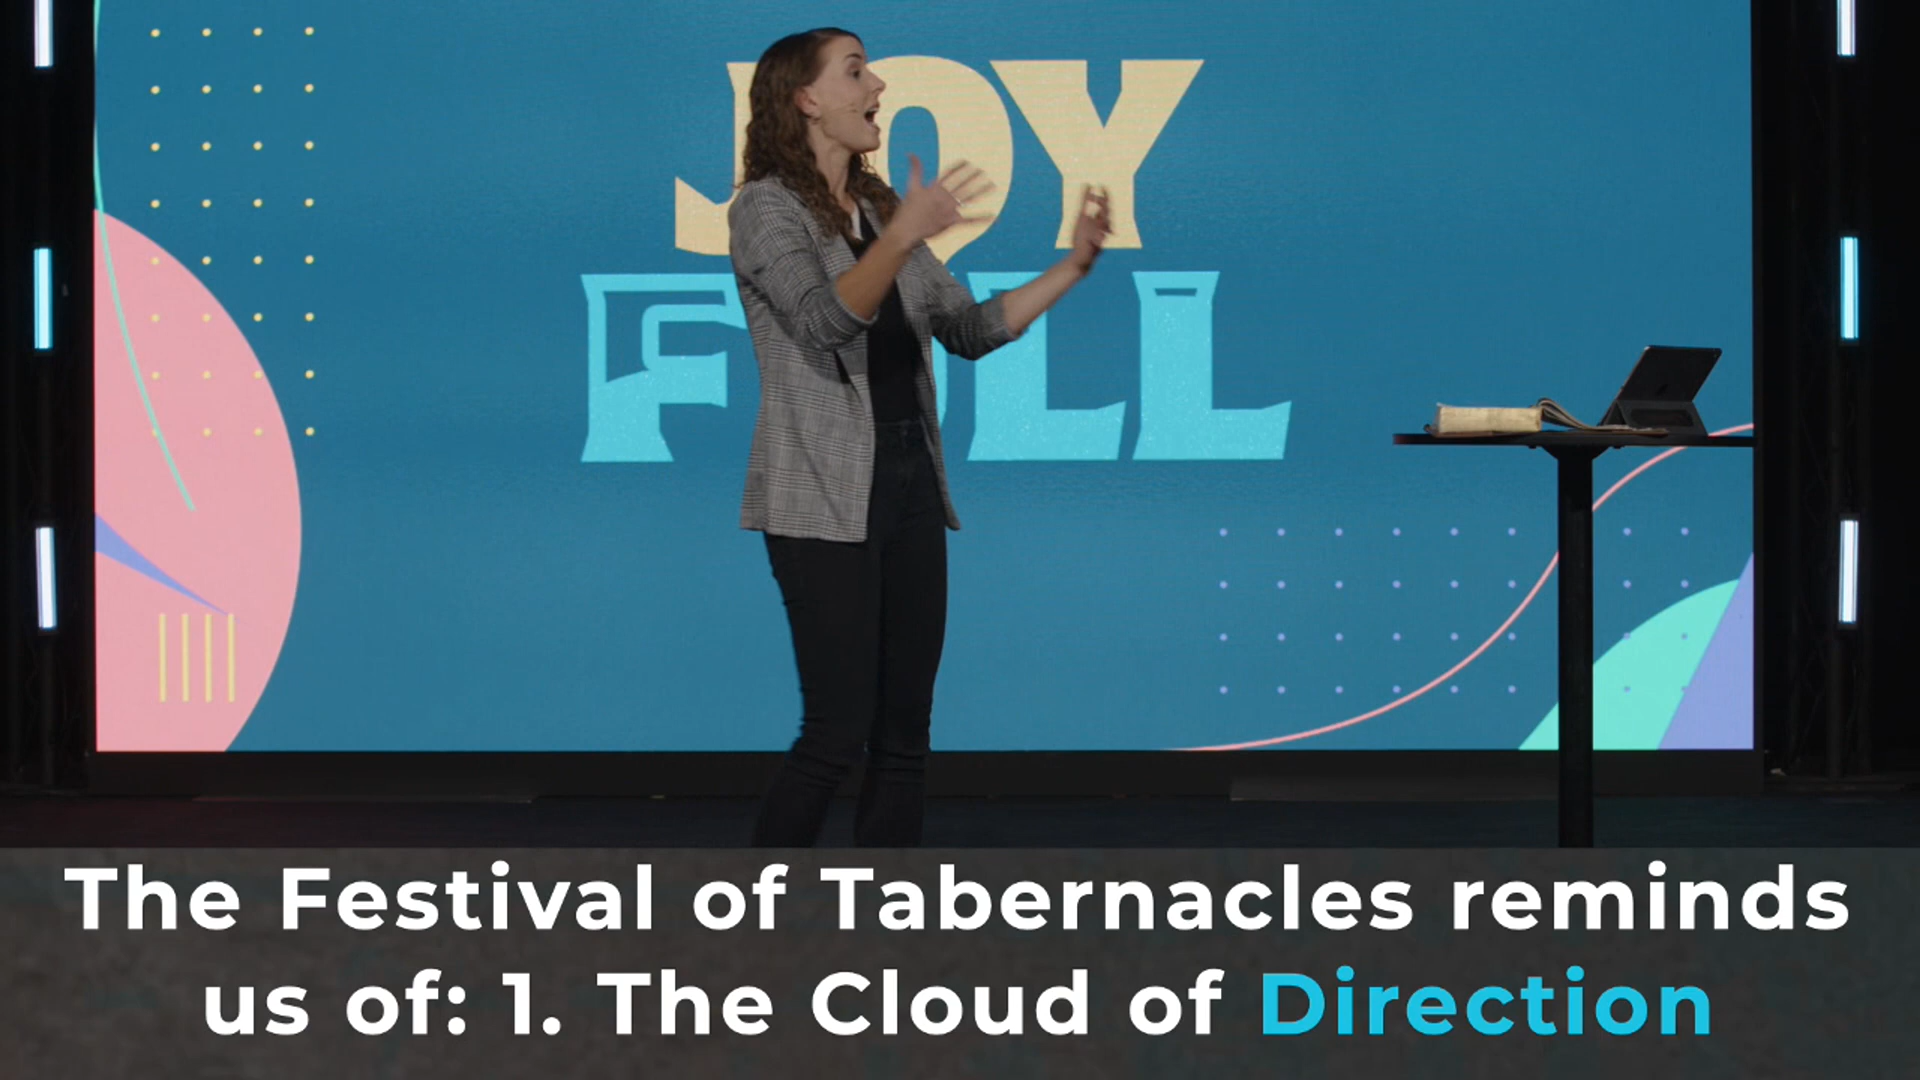 JOY
FULL
The Festival of Tabernacles reminds
us of: 1. The Cloud of Direction